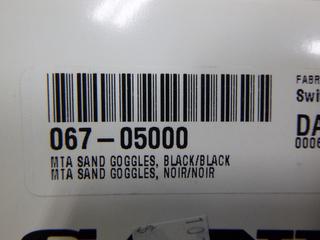 FABR
Swi
067-05000
DA
0006
MTA SAND GOGGLES, BLACK/BLACK
MTA SAND GOGGLES, NOIR/NOIR